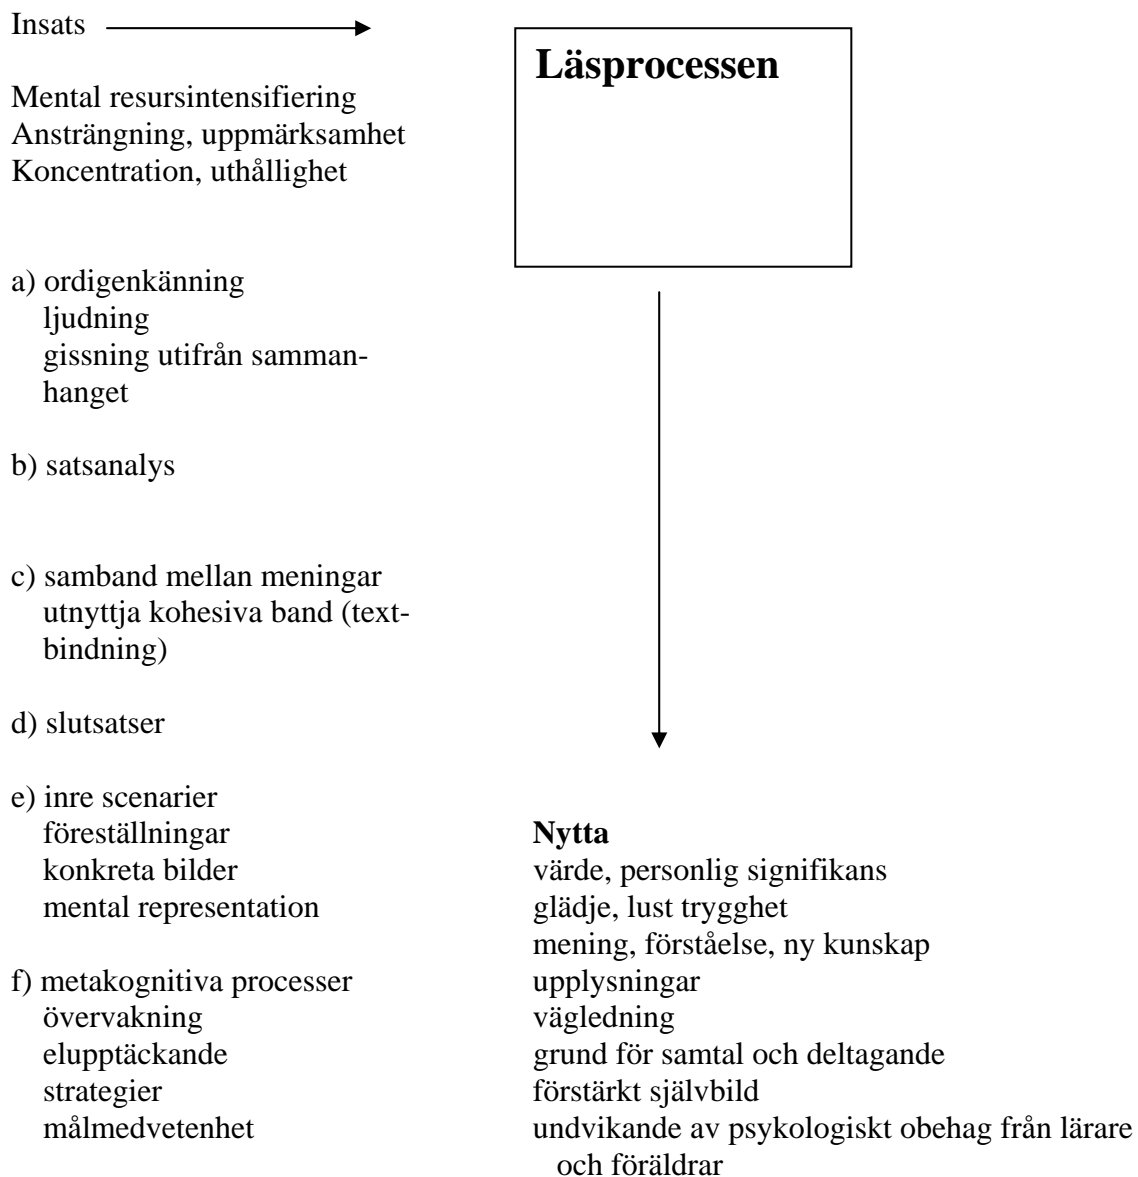 Insats
Läsprocessen
Mental resursintensifiering
Ansträngning, uppmärksamhet
Koncentration, uthållighet
a) ordigenkänning
ljudning
gissning utifrån samman-
hanget
b) satsanalys
c) samband mellan meningar
utnyttja kohesiva band (text-
bindning)
d) slutsatser
e) inre scenarier
föreställningar
konkreta bilder
mental representation
f) metakognitiva processer
övervakning
elupptäckande
strategier
målmedvetenhet
Nytta
värde, personlig signifikans
glädje, lust trygghet
mening, förståelse, ny kunskap
upplysningar
vägledning
grund för samtal och deltagande
förstärkt självbild
undvikande av psykologiskt obehag från lärare
och föräldrar